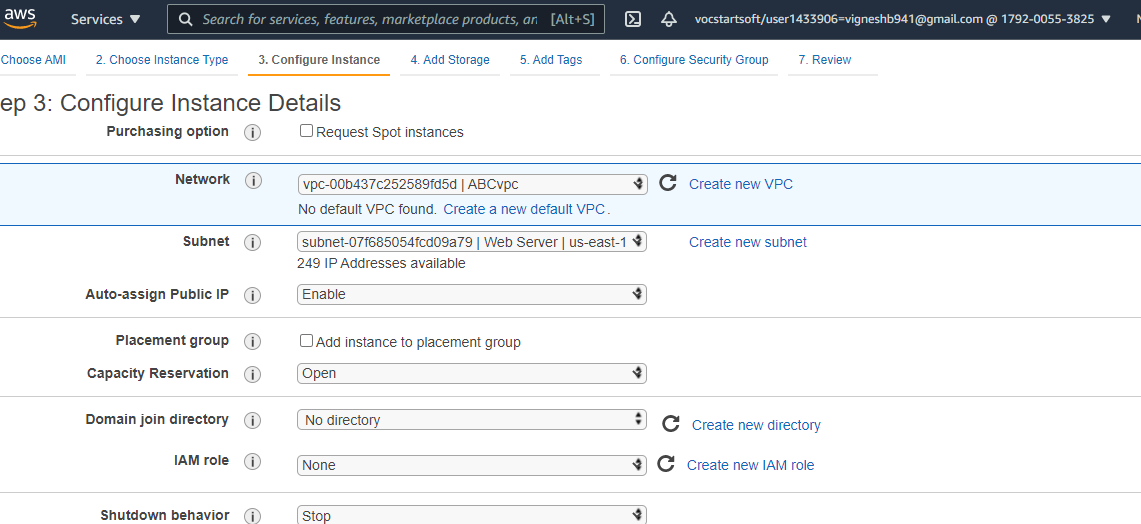 aws Services ▼ Search for services, features, marketplace products, an [Alt+S] vocstartsoft/user1433906=vigneshb941@gmail.com @ 1792-0055-3825 ▼
Choose AMI 2. Choose Instance Type 3. Configure Instance 4. Add Storage 5. Add Tags 6. Configure Security Group 7. Review
ep 3: Configure Instance Details
Purchasing option i Request Spot instances
Network i vpc-00b437c252589fd5d | ABCvpc Create new VPC
No default VPC found. Create a new default VPC.
Subnet i subnet-07f685054fcd09a79 | Web Server | us-east-1 Create new subnet
249 IP Addresses available
Auto-assign Public IP i Enable
Placement group i Add instance to placement group
Capacity Reservation i Open
Domain join directory i No directory Create new directory
IAM role i None Create new IAM role
Shutdown behavior i Stop